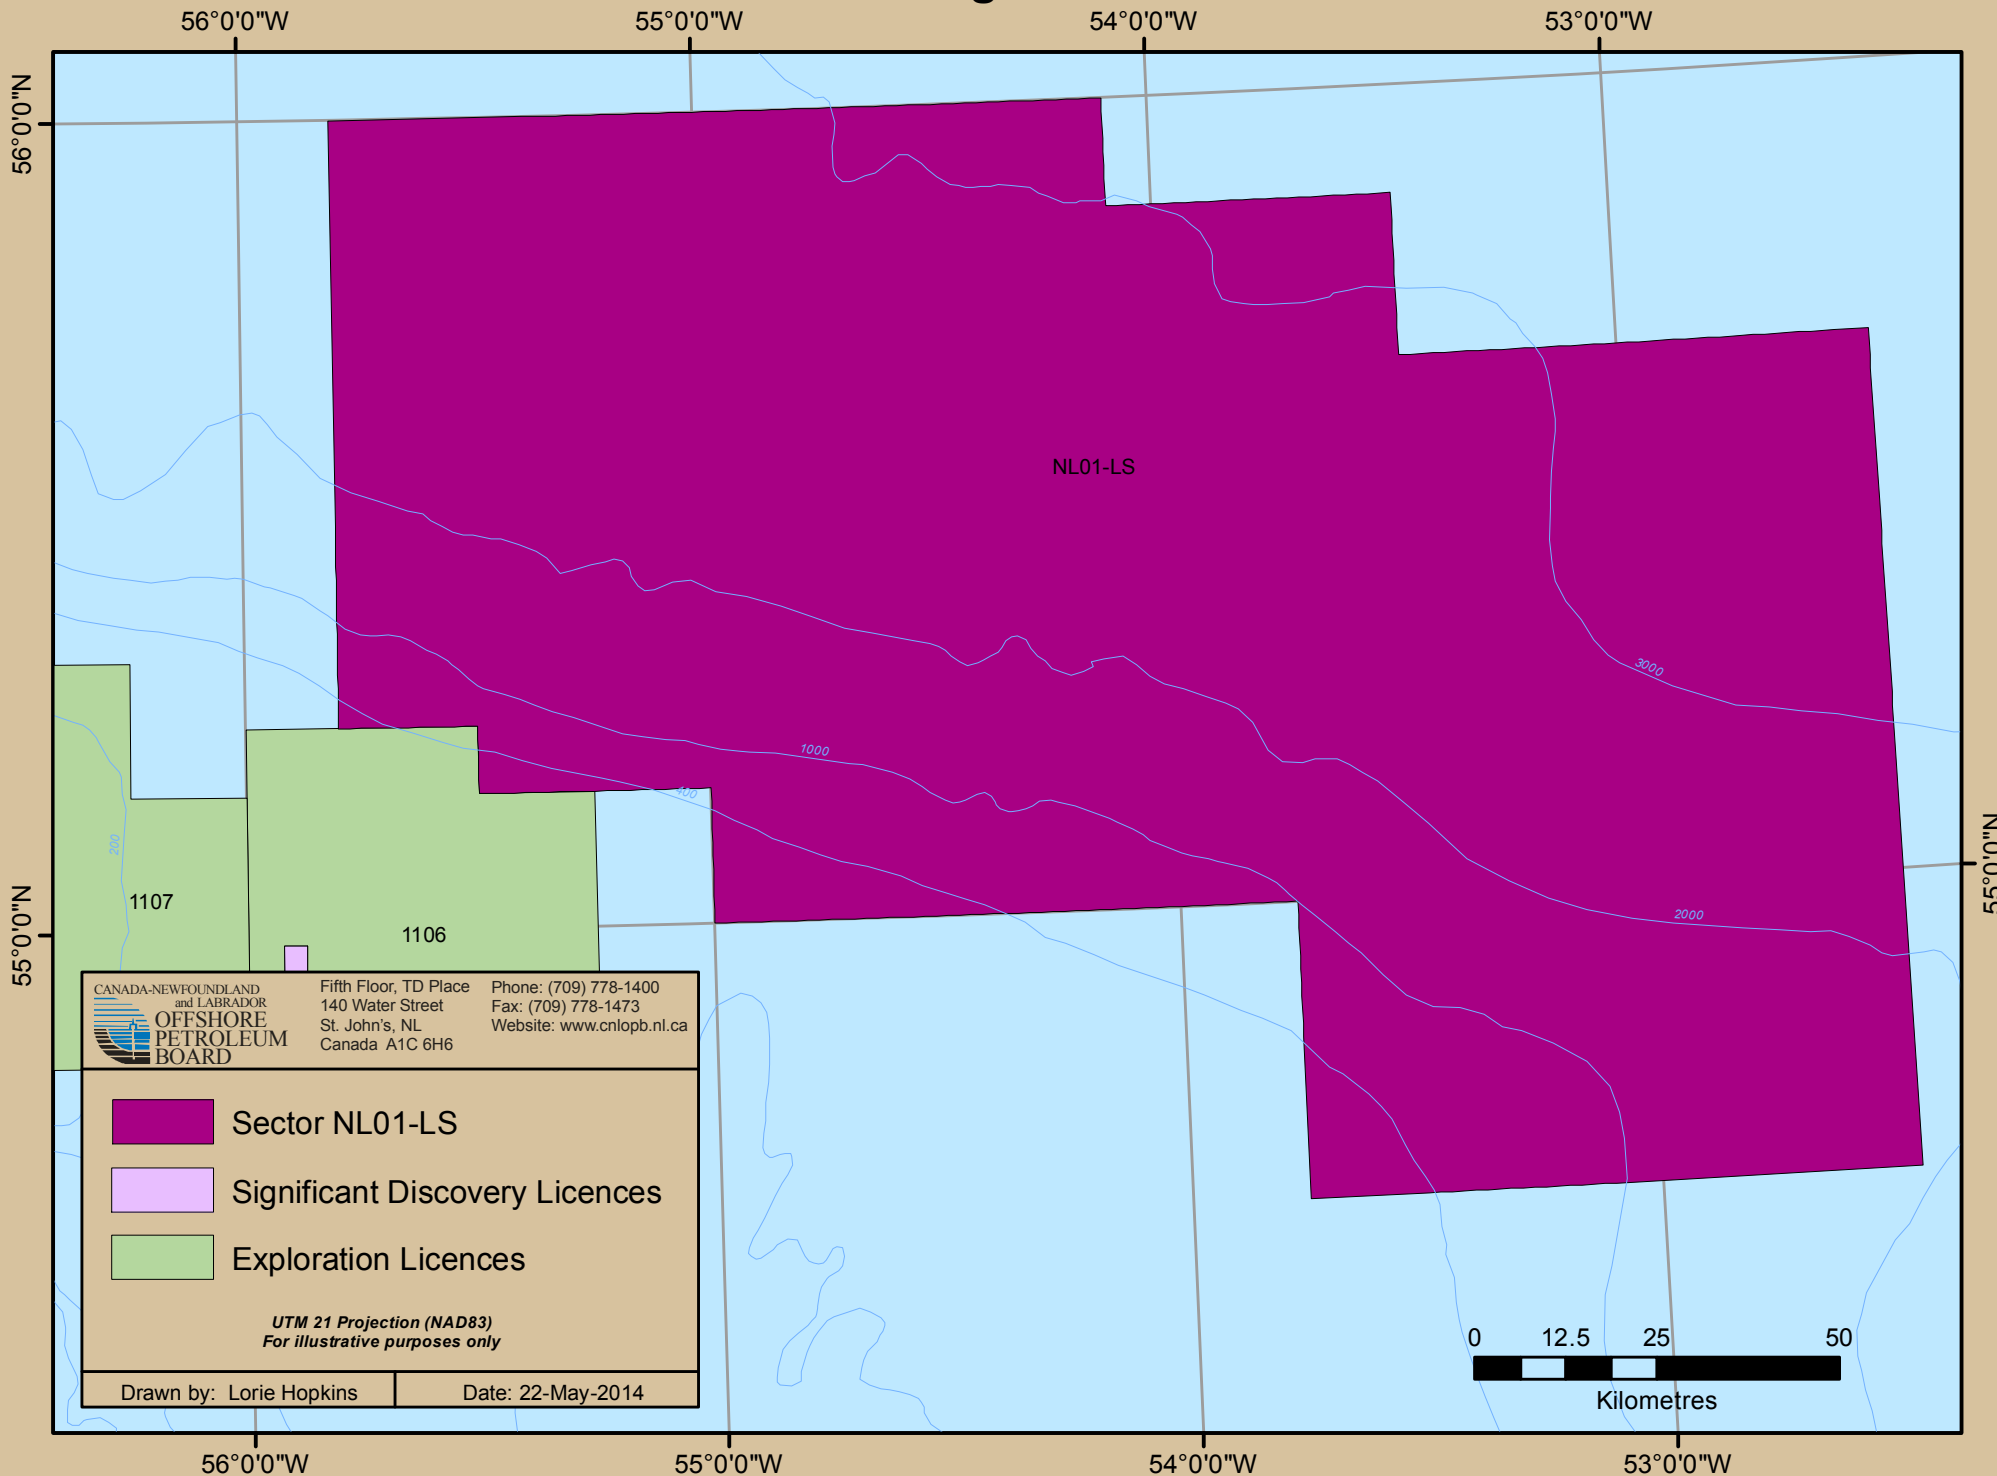 56°0'0"W
55°0'0"W
54°0'0"W
53°0'0"W
56°0'0"N
NL01-LS
3000
1000
400
200
2000
55°0'0"N
55°0'0"N
1107
1106
CANADA-NEWFOUNDLAND
and LABRADOR
OFFSHORE
PETROLEUM
BOARD
Fifth Floor, TD Place
140 Water Street
St. John's, NL
Canada A1C 6H6
Phone: (709) 778-1400
Fax: (709) 778-1473
Website: www.cnlopb.nl.ca
Sector NL01-LS
Significant Discovery Licences
Exploration Licences
UTM 21 Projection (NAD83)
For illustrative purposes only
Drawn by: Lorie Hopkins
Date: 22-May-2014
0 12.5 25 50
Kilometres
56°0'0"W
55°0'0"W
54°0'0"W
53°0'0"W